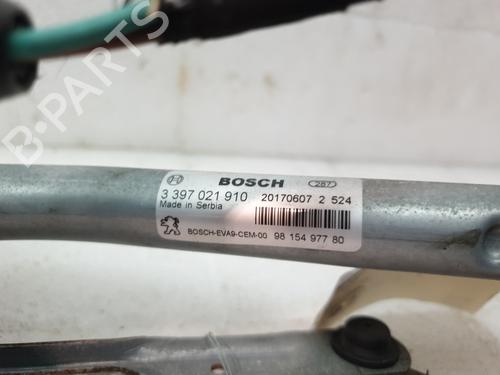 BOSCH 287
3 397 021 910 20170607 2 524
Made in Serbia
BOSCH-EVA9-CEM-00 98 154 977 80
B-PARTS